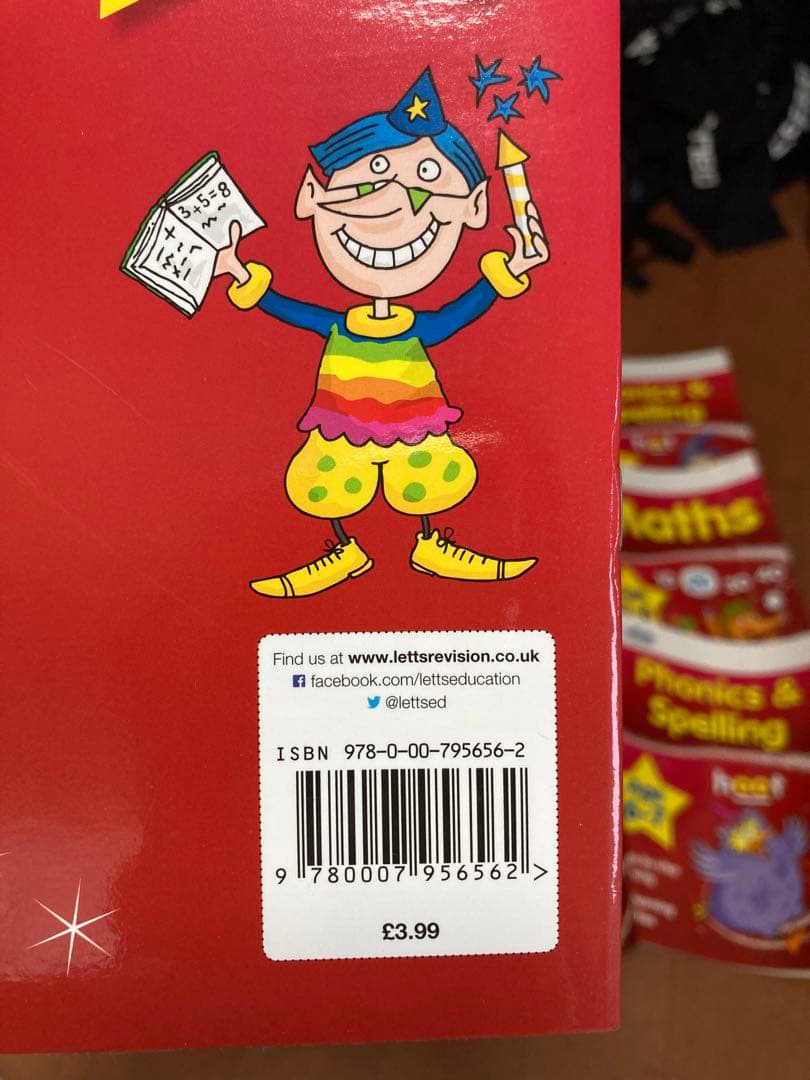 3+5=8
Find us at www.lettsrevision.co.uk
facebook.com/lettseducation
@lettsed
ISBN 978-0-00-795656-2
9 780007 956562 >
£3.99
Maths
Phonics &
Spelling